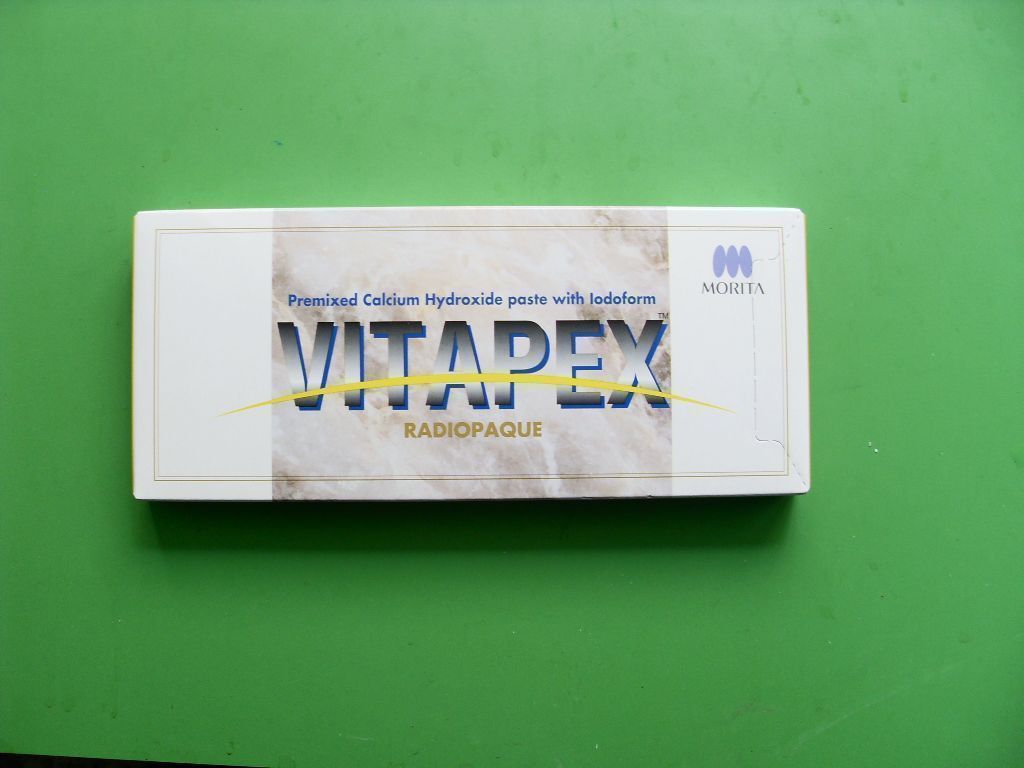 MORITA
Premixed Calcium Hydroxide paste with Iodoform
VITAPEX™
RADIOPAQUE